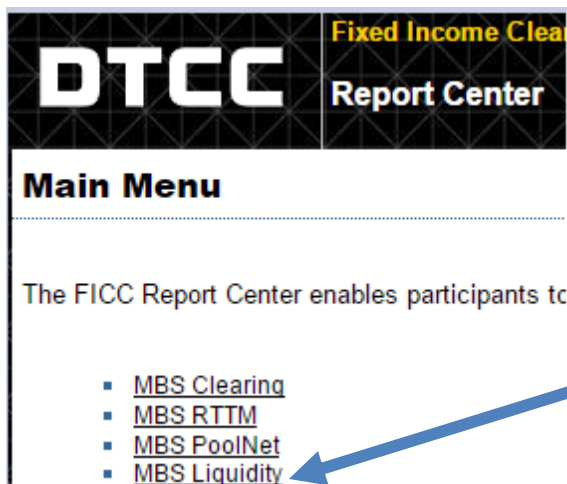 Fixed Income Clea
DTCC
Report Center
Main Menu
The FICC Report Center enables participants to
MBS Clearing
MBS RTTM
MBS PoolNet
MBS Liquidity